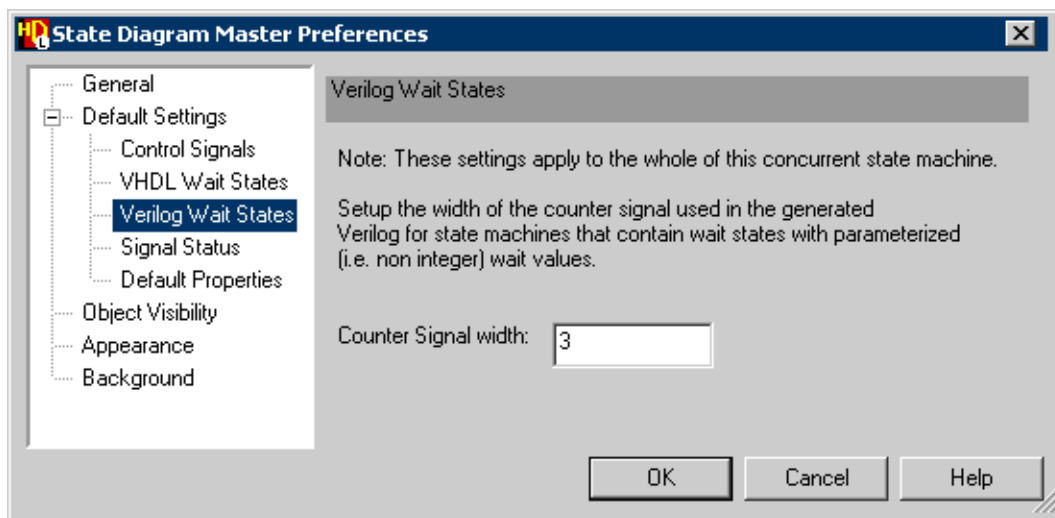 HDL State Diagram Master Preferences
General
Default Settings
Control Signals
VHDL Wait States
Verilog Wait States
Signal Status
Default Properties
Object Visibility
Appearance
Background
Verilog Wait States
Note: These settings apply to the whole of this concurrent state machine.
Setup the width of the counter signal used in the generated
Verilog for state machines that contain wait states with parameterized
(i.e. non integer) wait values.
Counter Signal width: 3
OK Cancel Help